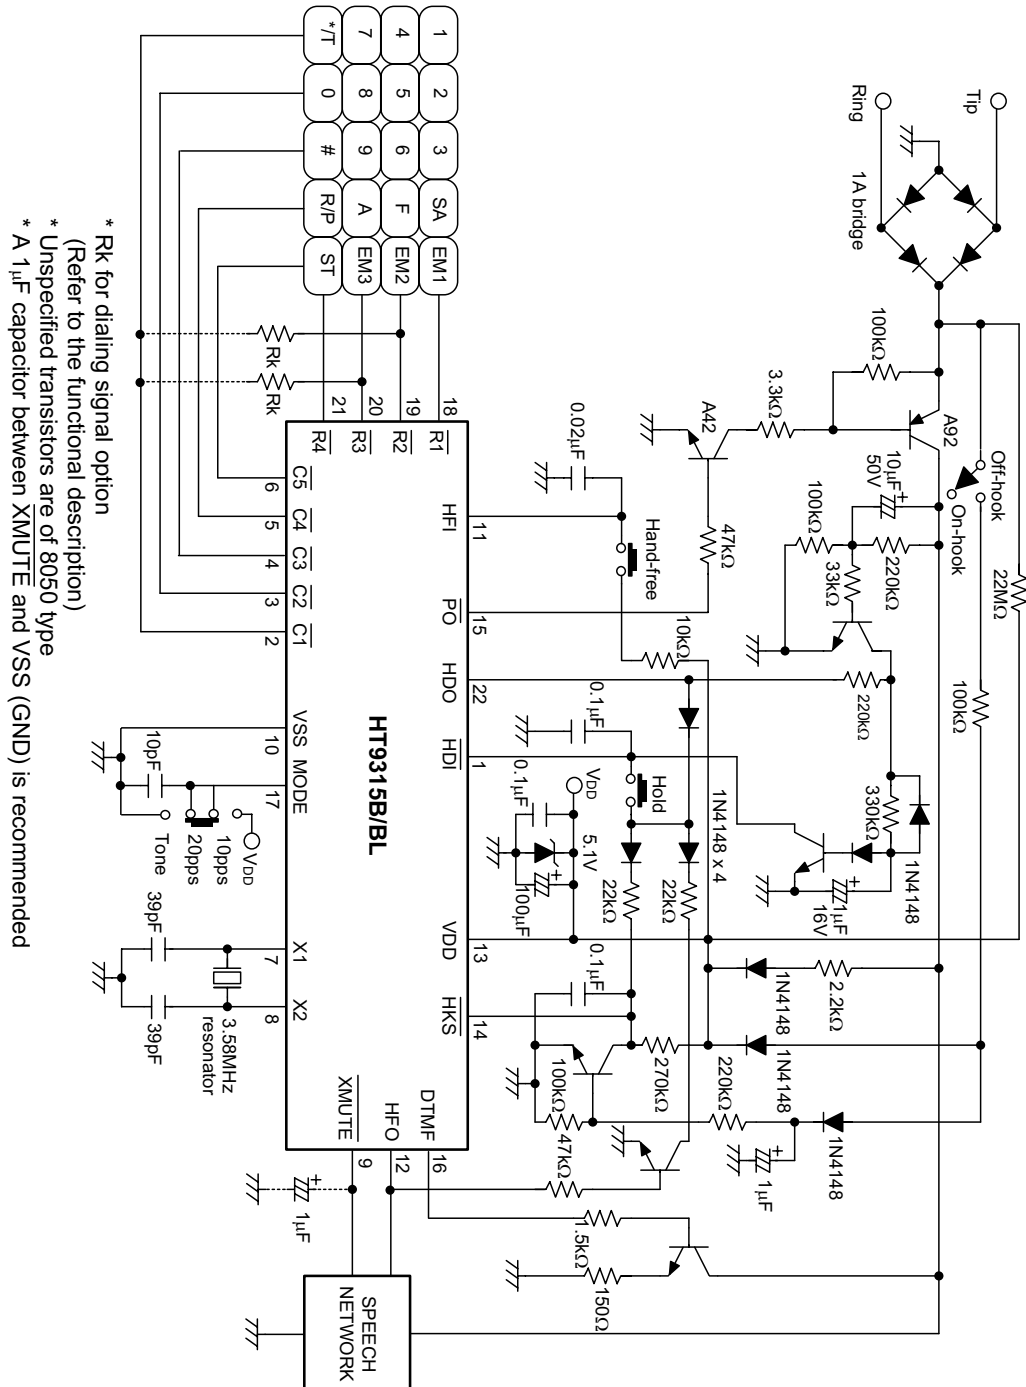 Tip
Ring
1A bridge
100kΩ
3.3kΩ
A42
A92
Off-hook
On-hook
22MΩ
10µF
50V
+
100kΩ
220kΩ
33kΩ
100kΩ
47kΩ
0.02µF
Hand-free
10kΩ
220kΩ
330kΩ
1N4148
1µF
16V
+
0.1µF
Hold
1N4148 x 4
VDD
0.1µF
5.1V
+
100µF
22kΩ
22kΩ
0.1µF
1N4148
2.2kΩ
1N4148
270kΩ
220kΩ
1N4148
100kΩ
+
1µF
47kΩ
1.5kΩ
150Ω
1
2
3
SA
EM1
4
5
6
F
EM2
7
8
9
A
EM3
*/T
0
#
R/P
ST
Rk
Rk
21
20
19
18
R4
R3
R2
R1
HT9315B/BL
C5
6
C4
5
C3
4
C2
3
C1
2
VSS
10
MODE
17
X1
7
X2
8
XMUTE
9
HFO
12
DTMF
16
HFI
11
PO
15
HDO
22
HDI
1
VDD
13
HKS
14
10pF
VDD
10pps
20pps
Tone
39pF
39pF
3.58MHz
resonator
+
1µF
SPEECH
NETWORK
* Rk for dialing signal option
(Refer to the functional description)
* Unspecified transistors are of 8050 type
* A 1µF capacitor between XMUTE and VSS (GND) is recommended